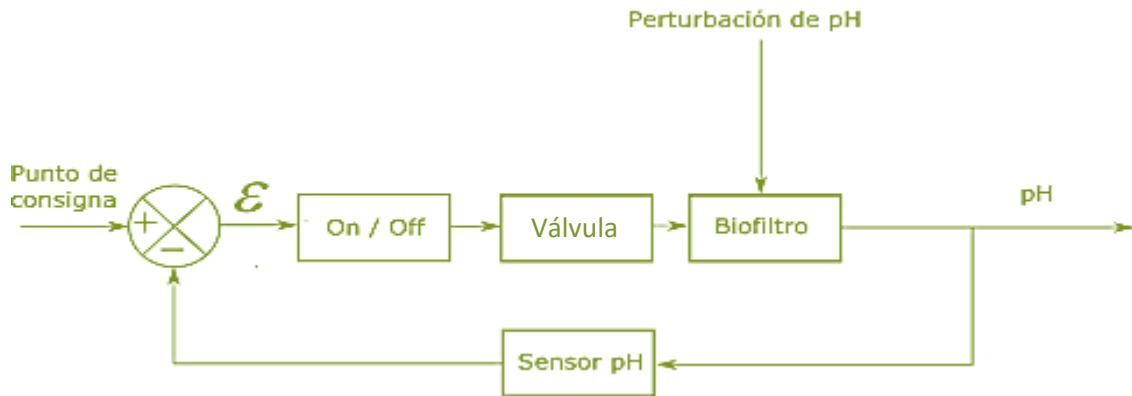 Perturbación de pH
Punto de
consigna
+
−
ε
On / Off
Válvula
Biofiltro
pH
Sensor pH